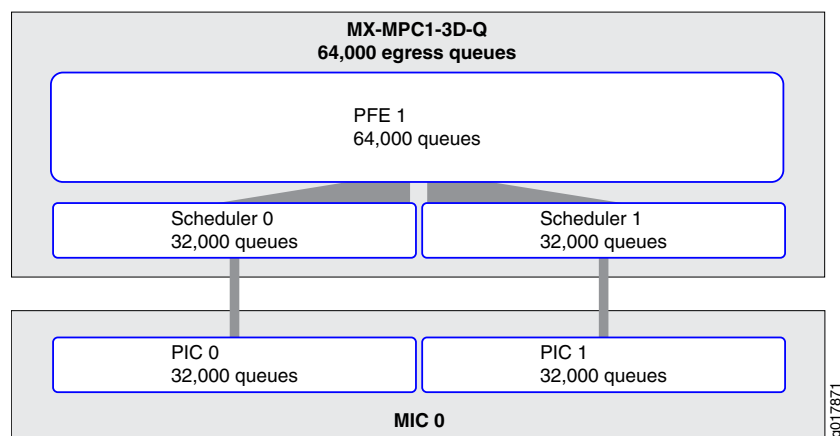 MX-MPC1-3D-Q
64,000 egress queues
PFE 1
64,000 queues
Scheduler 0
32,000 queues
Scheduler 1
32,000 queues
PIC 0
32,000 queues
PIC 1
32,000 queues
MIC 0
g017871